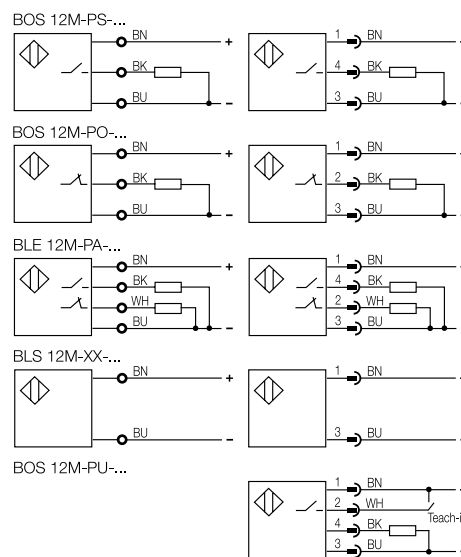 BOS 12M-PS-...
BN +
BK
BU -
1 BN
4 BK
3 BU -
BOS 12M-PO-...
BN +
BK
BU -
1 BN
2 BK
3 BU -
BLE 12M-PA-...
BN +
BK
WH
BU -
1 BN
4 BK
2 WH
3 BU
BLS 12M-XX-...
BN +
BU -
1 BN
3 BU
BOS 12M-PU-...
1 BN
2 WH
Teach-i
4 BK
3 BU